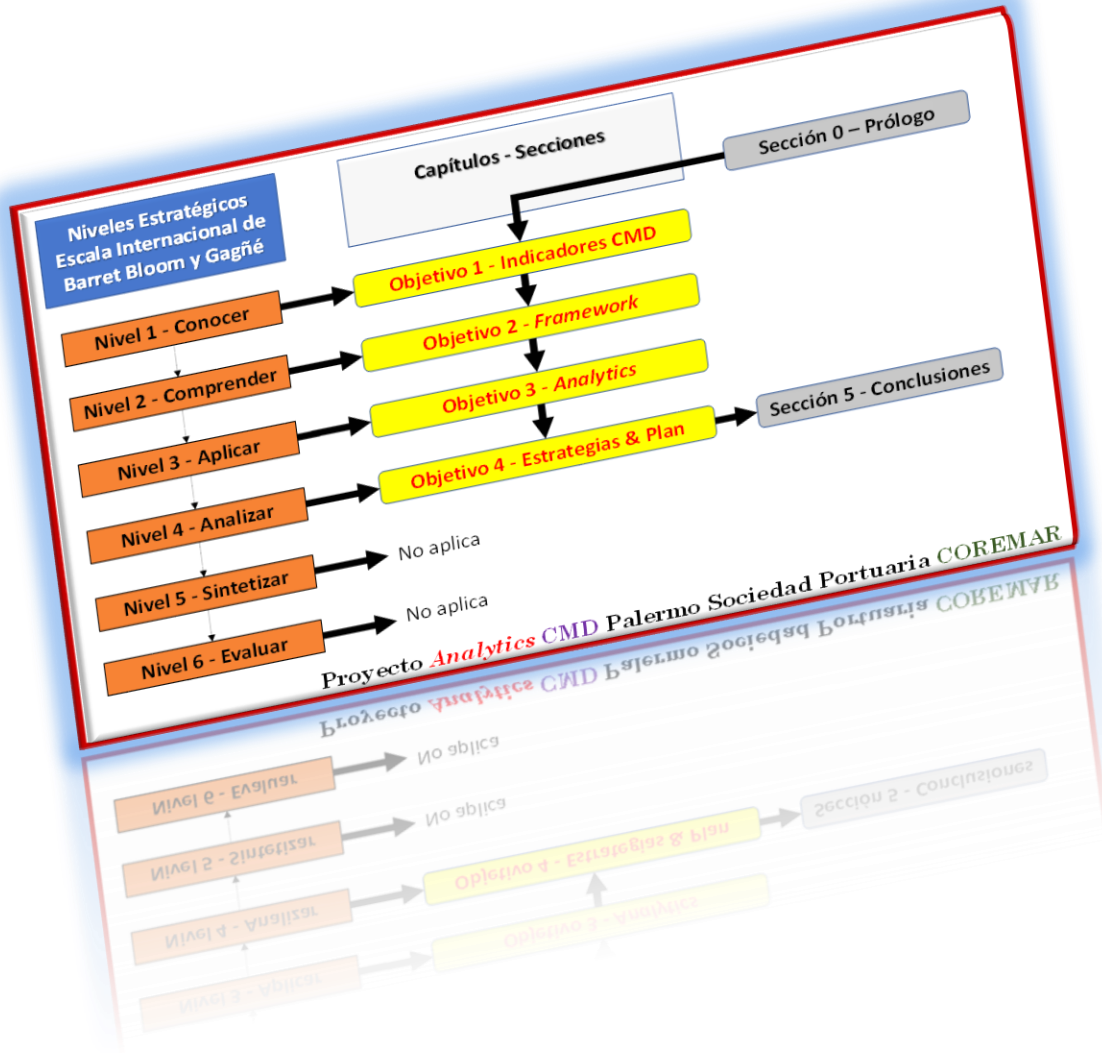 Niveles Estratégicos
Escala Internacional de
Barret Bloom y Gagñé
Capítulos - Secciones
Sección 0 – Prólogo
Nivel 1 - Conocer
Objetivo 1 - Indicadores CMD
Nivel 2 - Comprender
Objetivo 2 - Framework
Nivel 3 - Aplicar
Objetivo 3 - Analytics
Nivel 4 - Analizar
Objetivo 4 - Estrategias & Plan
Sección 5 - Conclusiones
Nivel 5 - Sintetizar
No aplica
Nivel 6 - Evaluar
No aplica
Proyecto Analytics CMD Palermo Sociedad Portuaria COREMAR